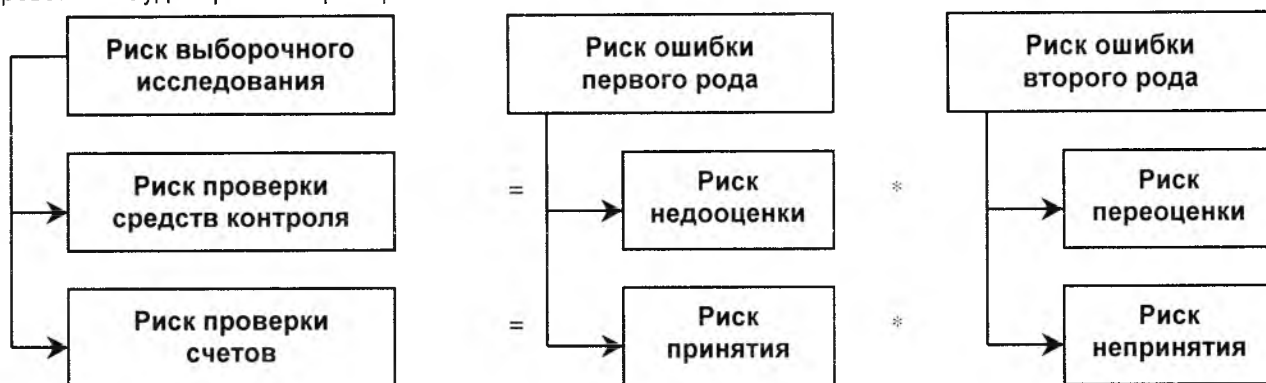 Риск выборочного
исследования
Риск ошибки
первого рода
Риск ошибки
второго рода
Риск проверки
средств контроля
=
Риск
недооценки
*
Риск
переоценки
Риск проверки
счетов
=
Риск
принятия
*
Риск
непринятия